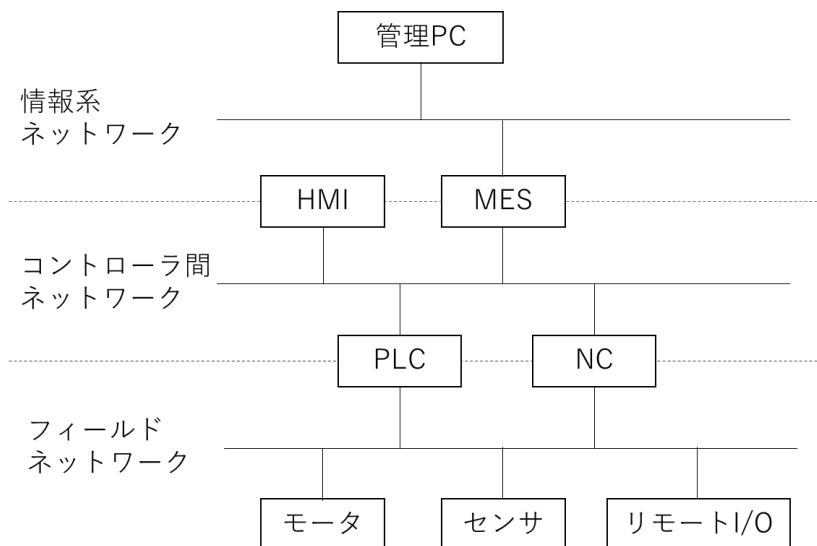 管理PC
情報系
ネットワーク
HMI
MES
コントローラ間
ネットワーク
PLC
NC
フィールド
ネットワーク
モータ
センサ
リモートI/O